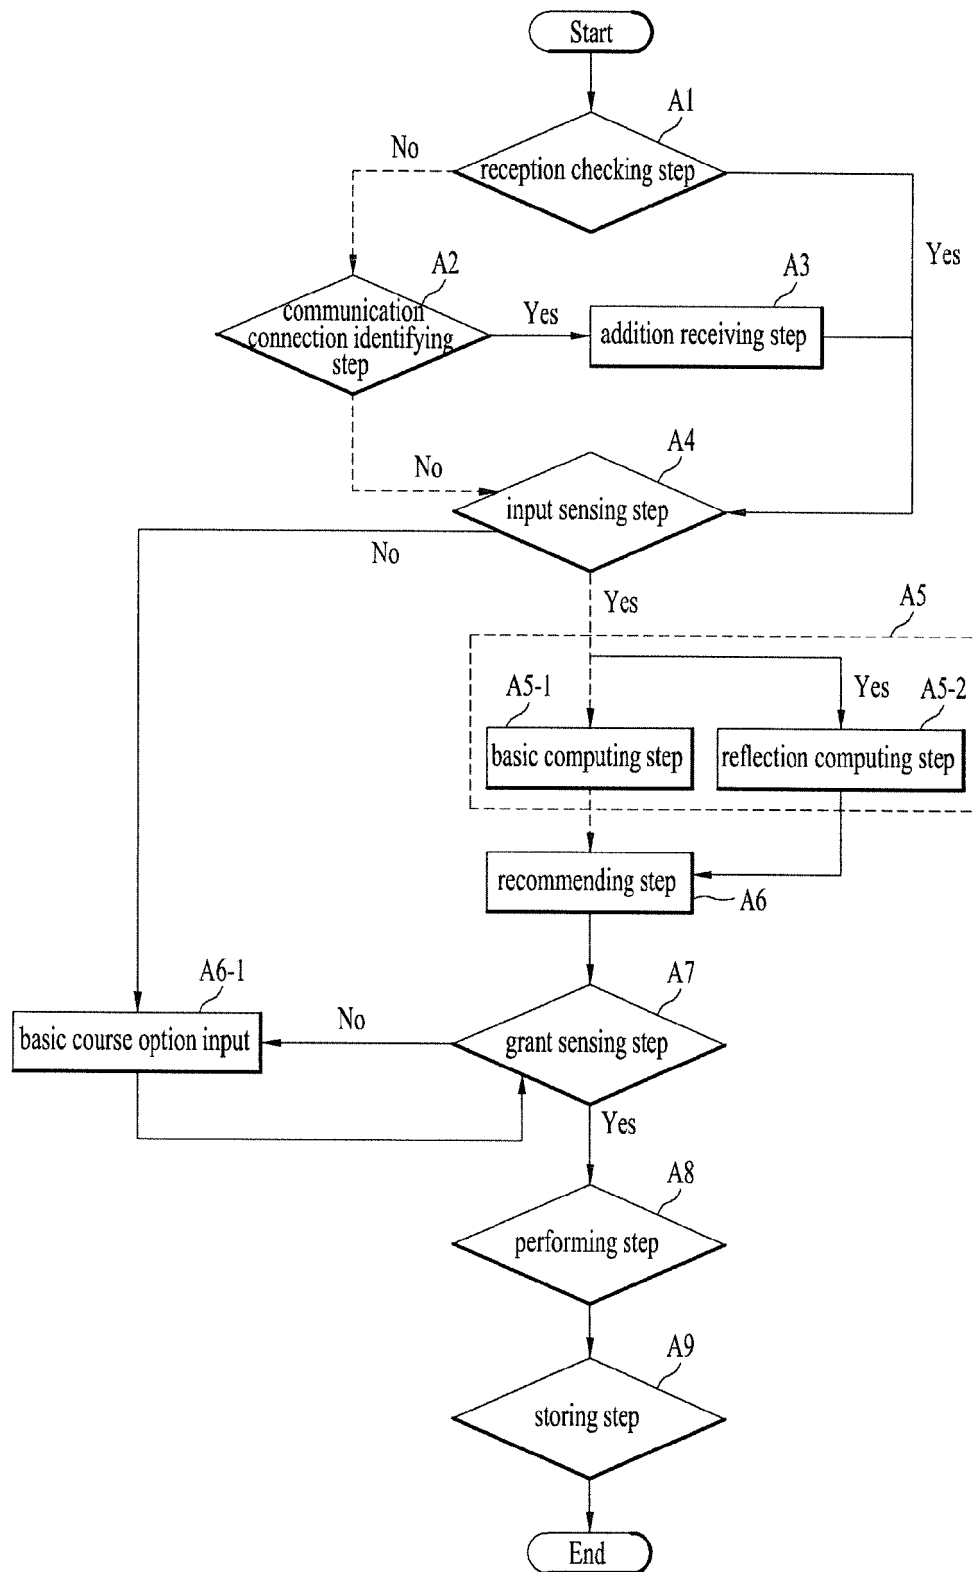 Start
A1
No
reception checking step
Yes
A2
A3
communication
connection identifying
step
Yes
addition receiving step
A4
No
input sensing step
No
Yes
A5
A5-1
Yes
A5-2
basic computing step
reflection computing step
recommending step
A6
A6-1
A7
basic course option input
No
grant sensing step
Yes
A8
performing step
A9
storing step
End